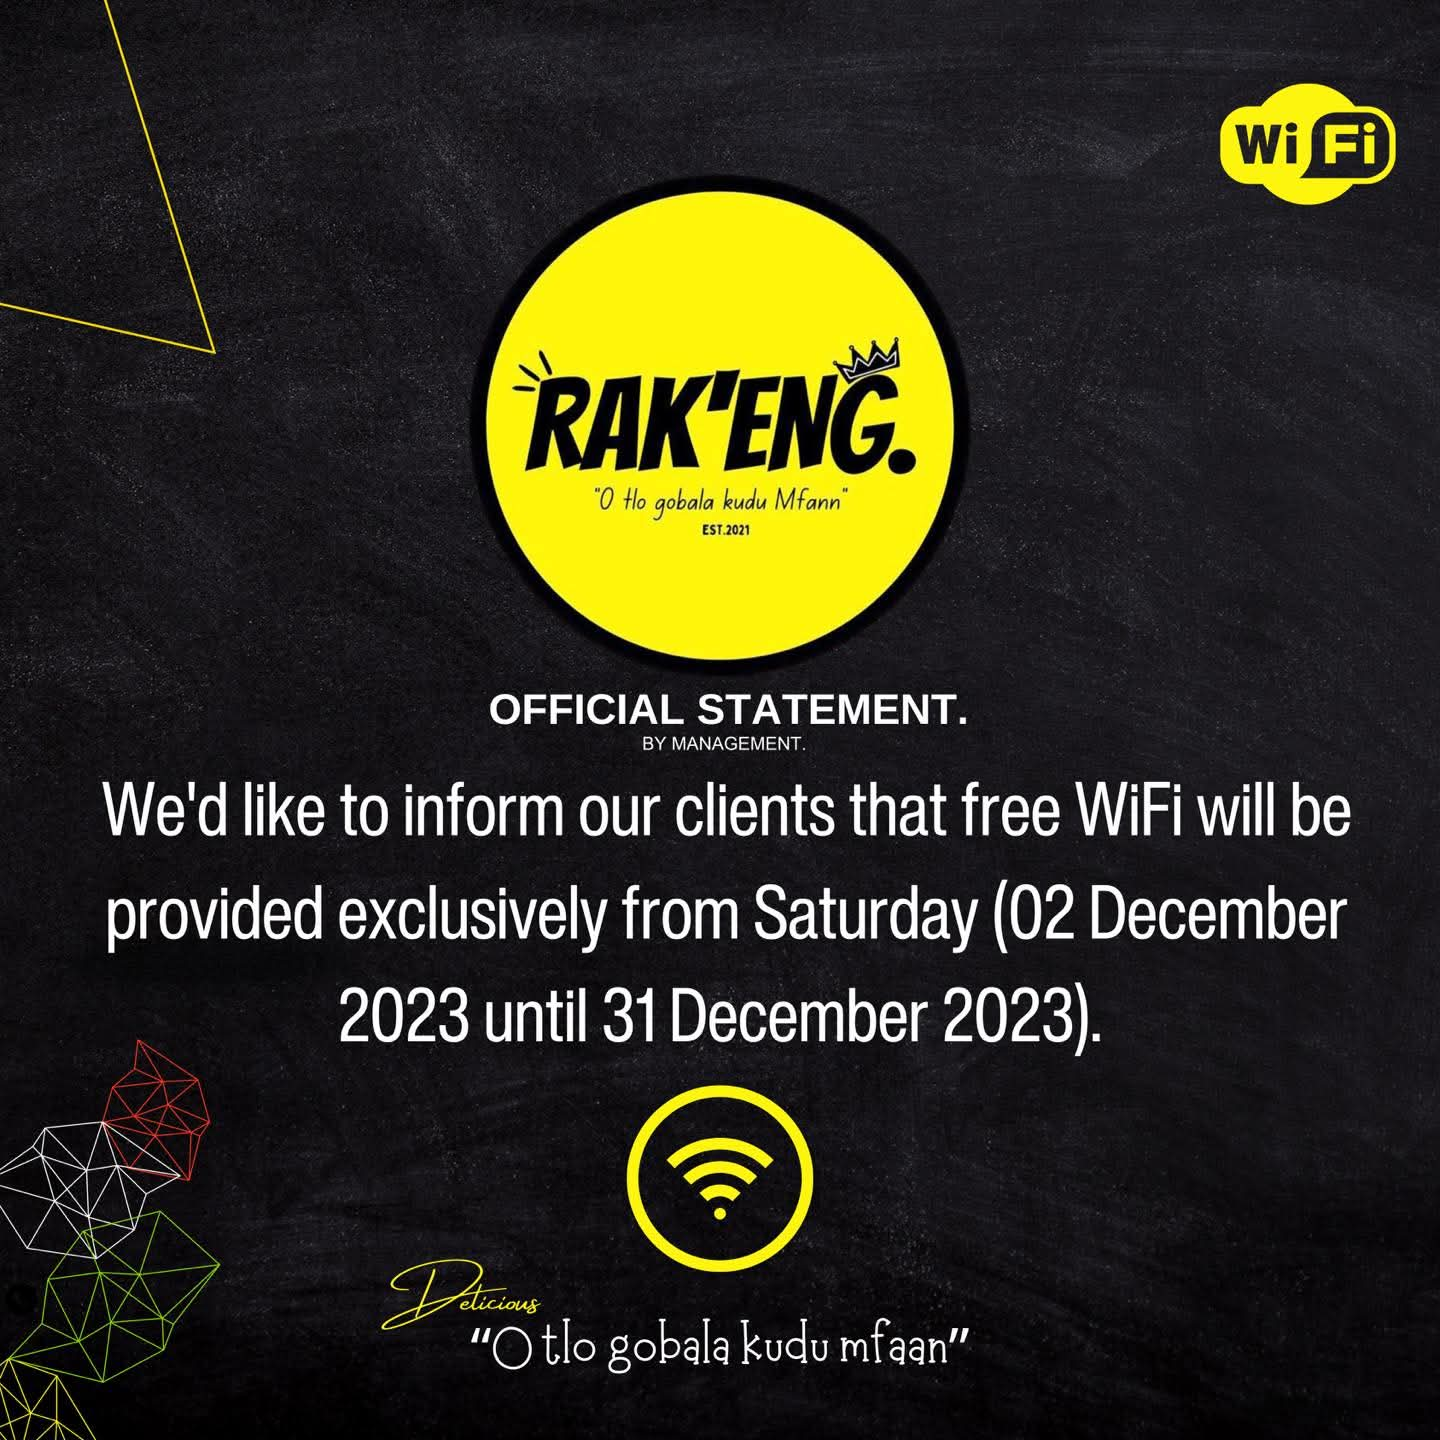 Wi Fi
RAK'ENG.
"O tlo gobala kudu Mfann"
EST.2021
OFFICIAL STATEMENT.
BY MANAGEMENT.
We'd like to inform our clients that free WiFi will be
provided exclusively from Saturday (02 December
2023 until 31 December 2023).
Delicious
“O tlo gobala kudu mfaan”